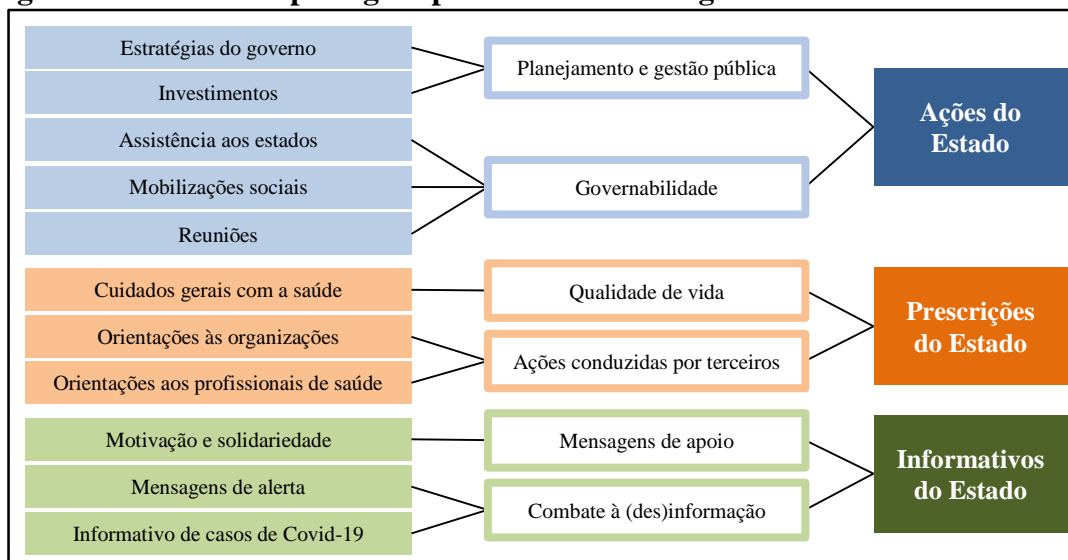 Estratégias do governo
Investimentos
Assistência aos estados
Mobilizações sociais
Reuniões
Planejamento e gestão pública
Governabilidade
Ações do
Estado
Cuidados gerais com a saúde
Orientações às organizações
Orientações aos profissionais de saúde
Qualidade de vida
Ações conduzidas por terceiros
Prescrições
do Estado
Motivação e solidariedade
Mensagens de alerta
Informativo de casos de Covid-19
Mensagens de apoio
Combate à (des)informação
Informativos
do Estado